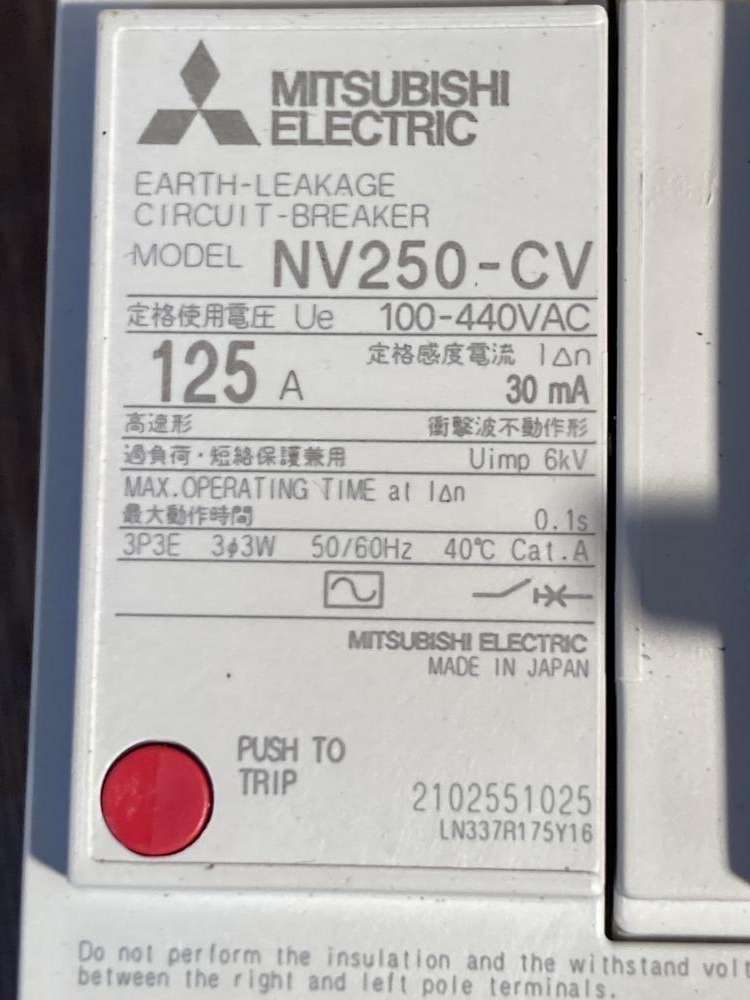 MITSUBISHI
ELECTRIC
EARTH-LEAKAGE
CIRCUIT-BREAKER
MODEL NV250-CV
定格使用電圧 Ue 100-440VAC
125 A 定格感度電流 IΔn
30 mA
高速形 衝撃波不動作形
過負荷・短絡保護兼用 Uimp 6kV
MAX.OPERATING TIME at IΔn
最大動作時間 0.1s
3P3E 3φ3W 50/60Hz 40℃ Cat.A
MITSUBISHI ELECTRIC
MADE IN JAPAN
PUSH TO
TRIP
2102551025
LN337R175Y16
Do not perform the insulation and the withstand volt
between the right and left pole terminals.